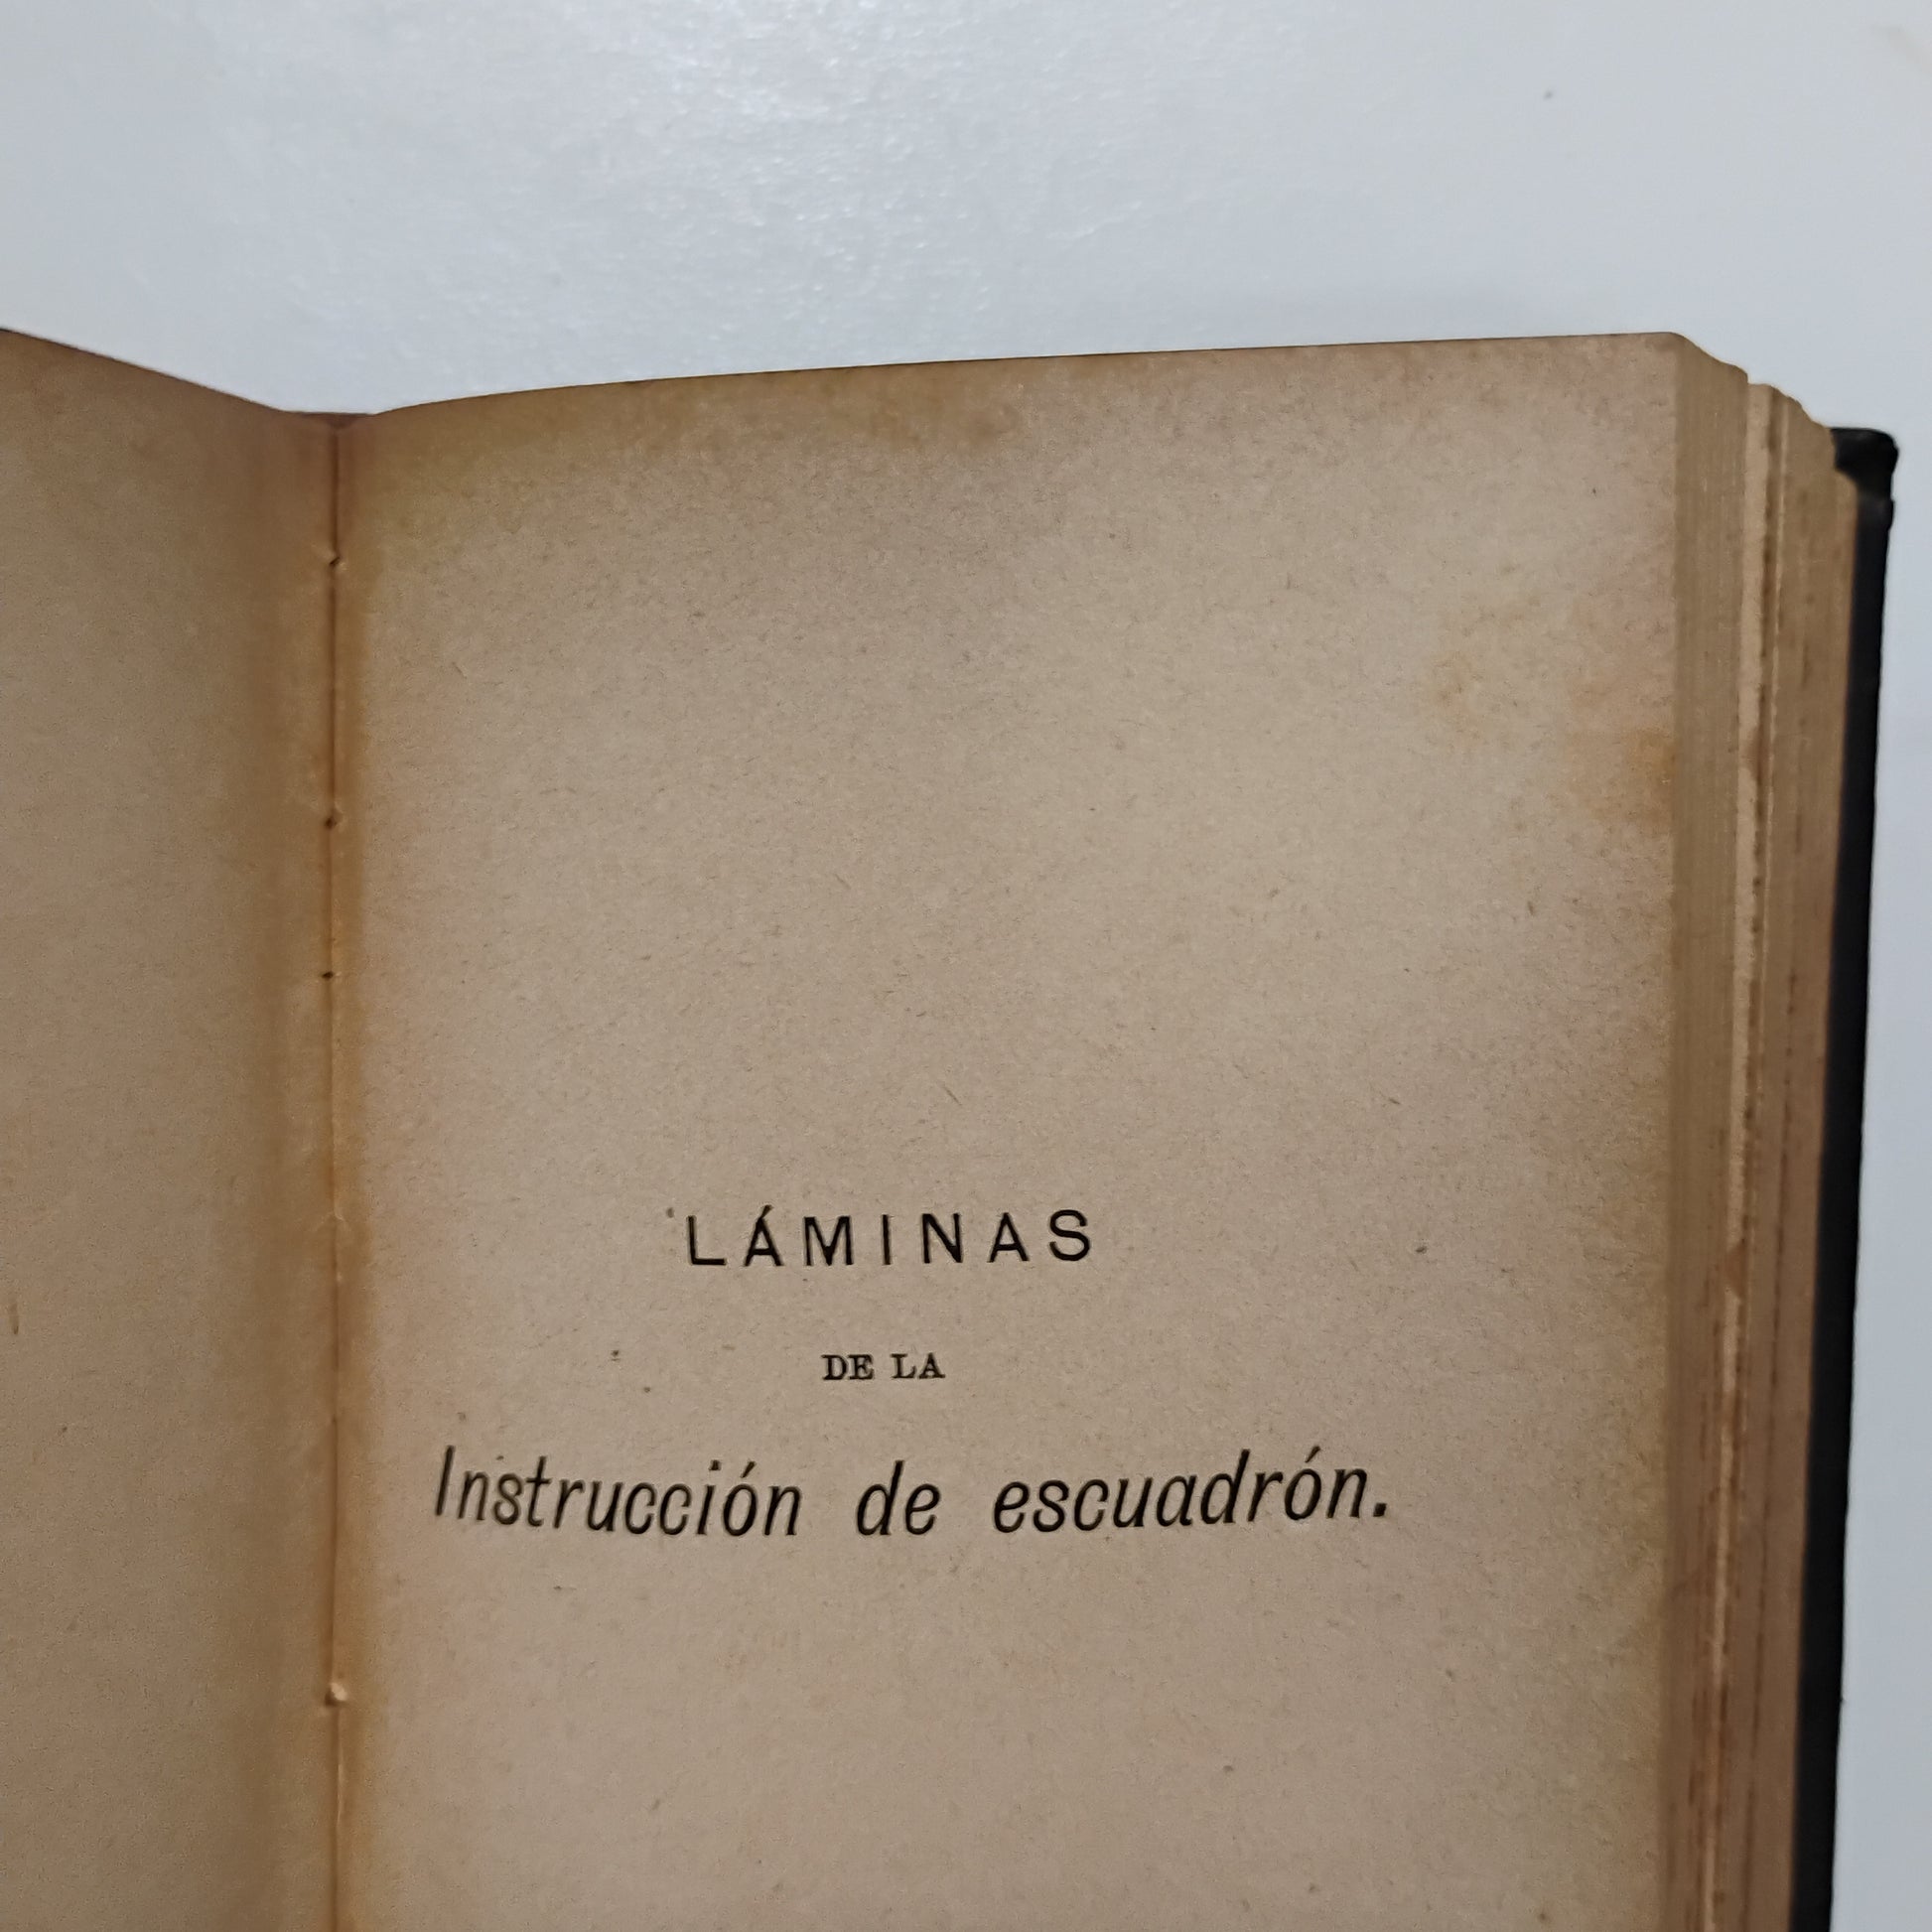 LÁMINAS
DE LA
Instrucción de escuadrón.